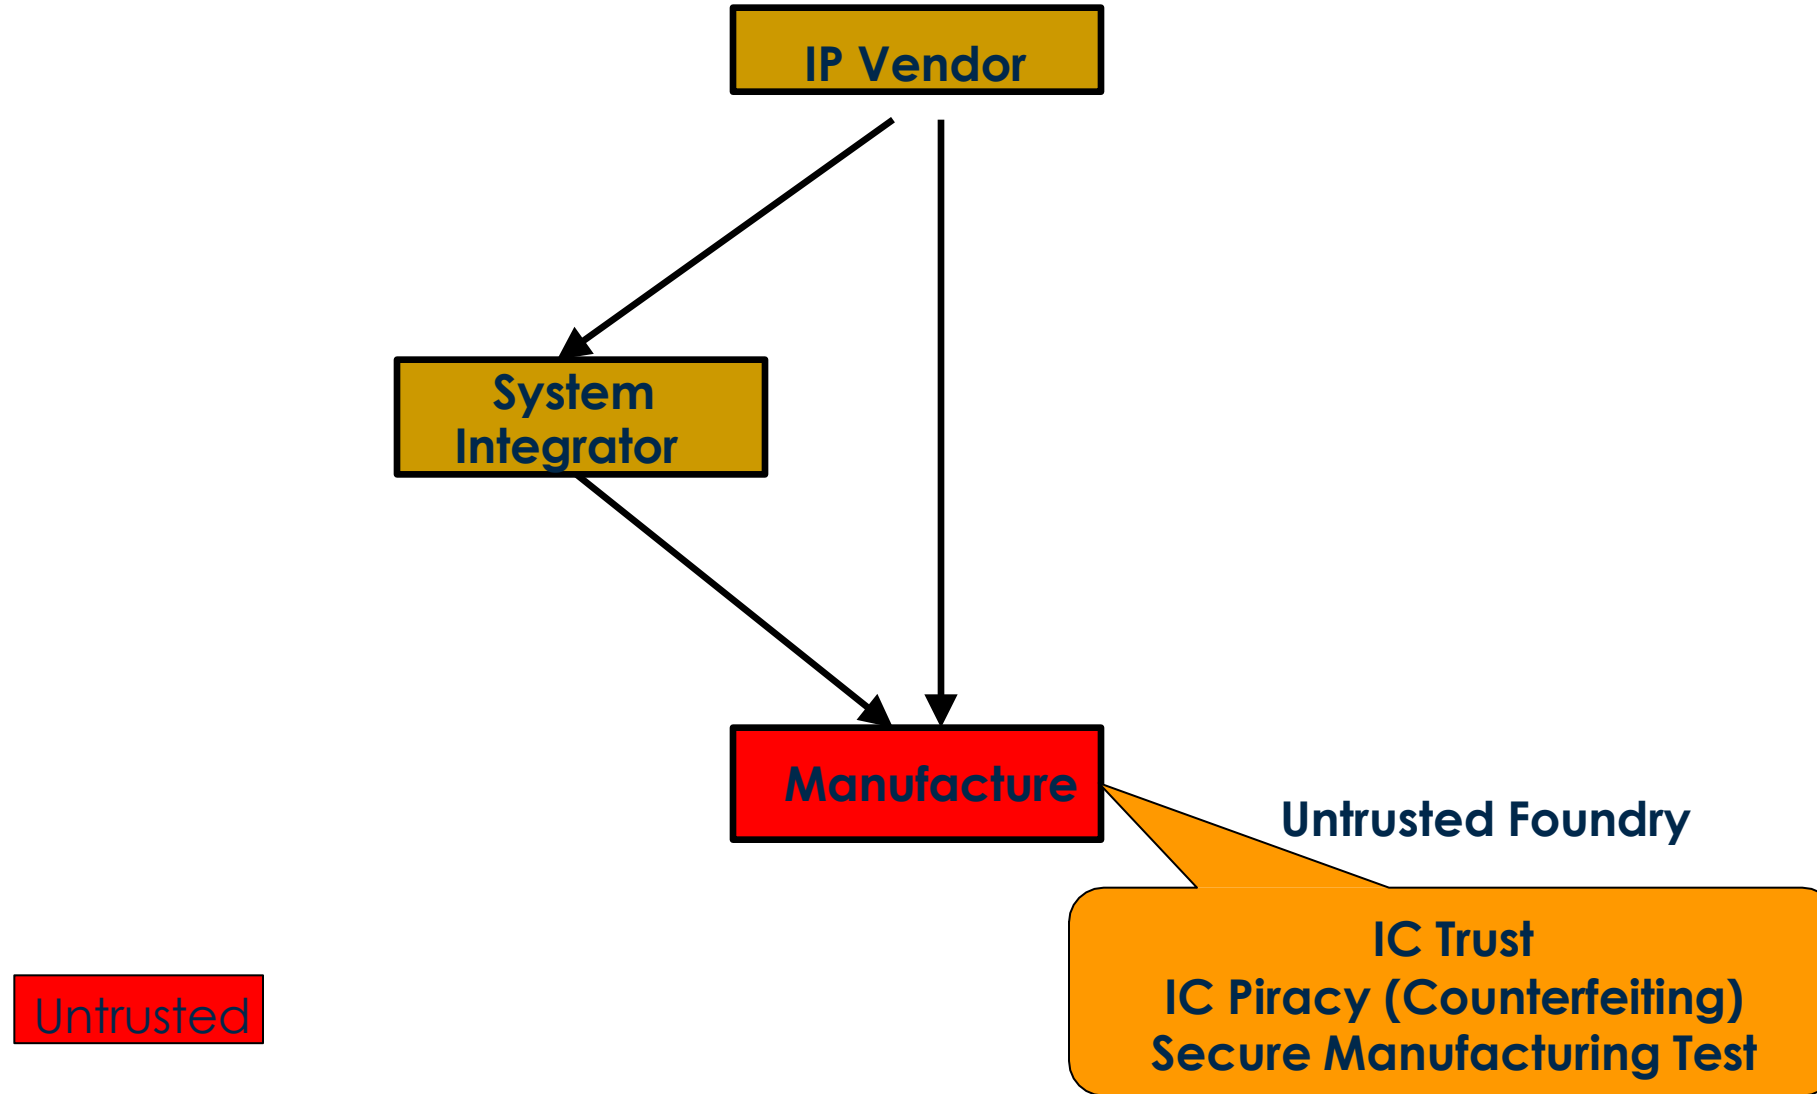 IP Vendor
System
Integrator
Manufacture
Untrusted Foundry
IC Trust
IC Piracy (Counterfeiting)
Secure Manufacturing Test
Untrusted